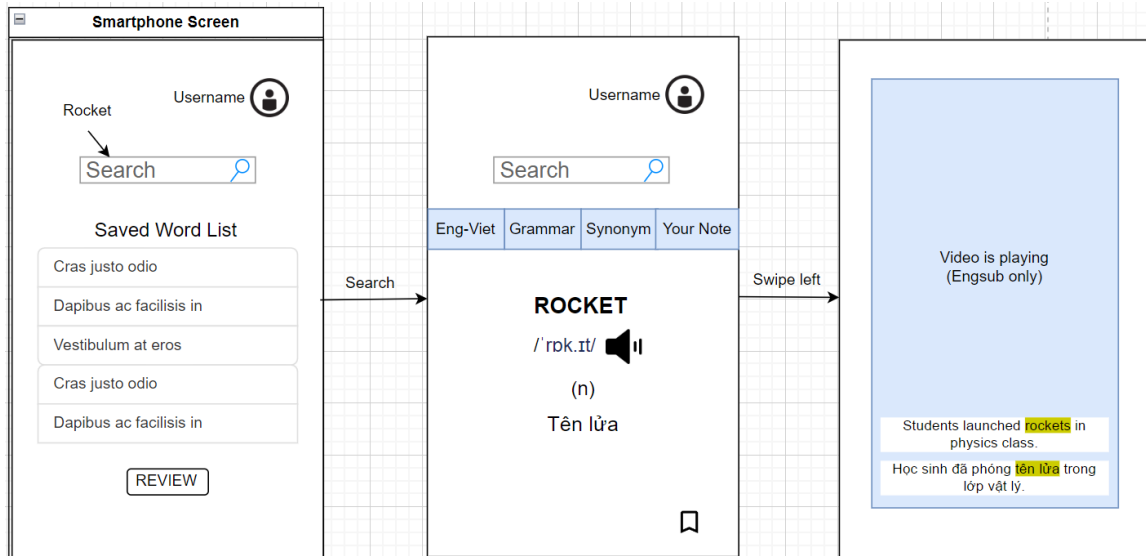 Smartphone Screen
Username
Rocket
Search
Saved Word List
Cras justo odio
Dapibus ac facilisis in
Vestibulum at eros
Cras justo odio
Dapibus ac facilisis in
REVIEW
Search
Username
Search
Eng-Viet Grammar Synonym Your Note
ROCKET
/ˈrɒk.ɪt/
(n)
Tên lửa
Swipe left
Video is playing
(Engsub only)
Students launched rockets in
physics class.
Học sinh đã phóng tên lửa trong
lớp vật lý.